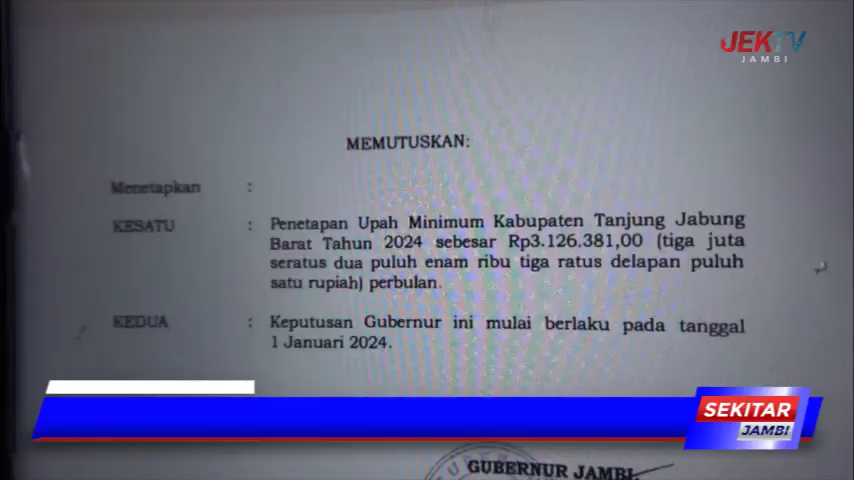 JEKTV
JAMBI
MEMUTUSKAN:
Menetapkan :
KESATU : Penetapan Upah Minimum Kabupaten Tanjung Jabung
Barat Tahun 2024 sebesar Rp3.126.381,00 (tiga juta
seratus dua puluh enam ribu tiga ratus delapan puluh
satu rupiah) perbulan.
KEDUA : Keputusan Gubernur ini mulai berlaku pada tanggal
1 Januari 2024.
SEKITAR
JAMBI
GUBERNUR JAMBI,